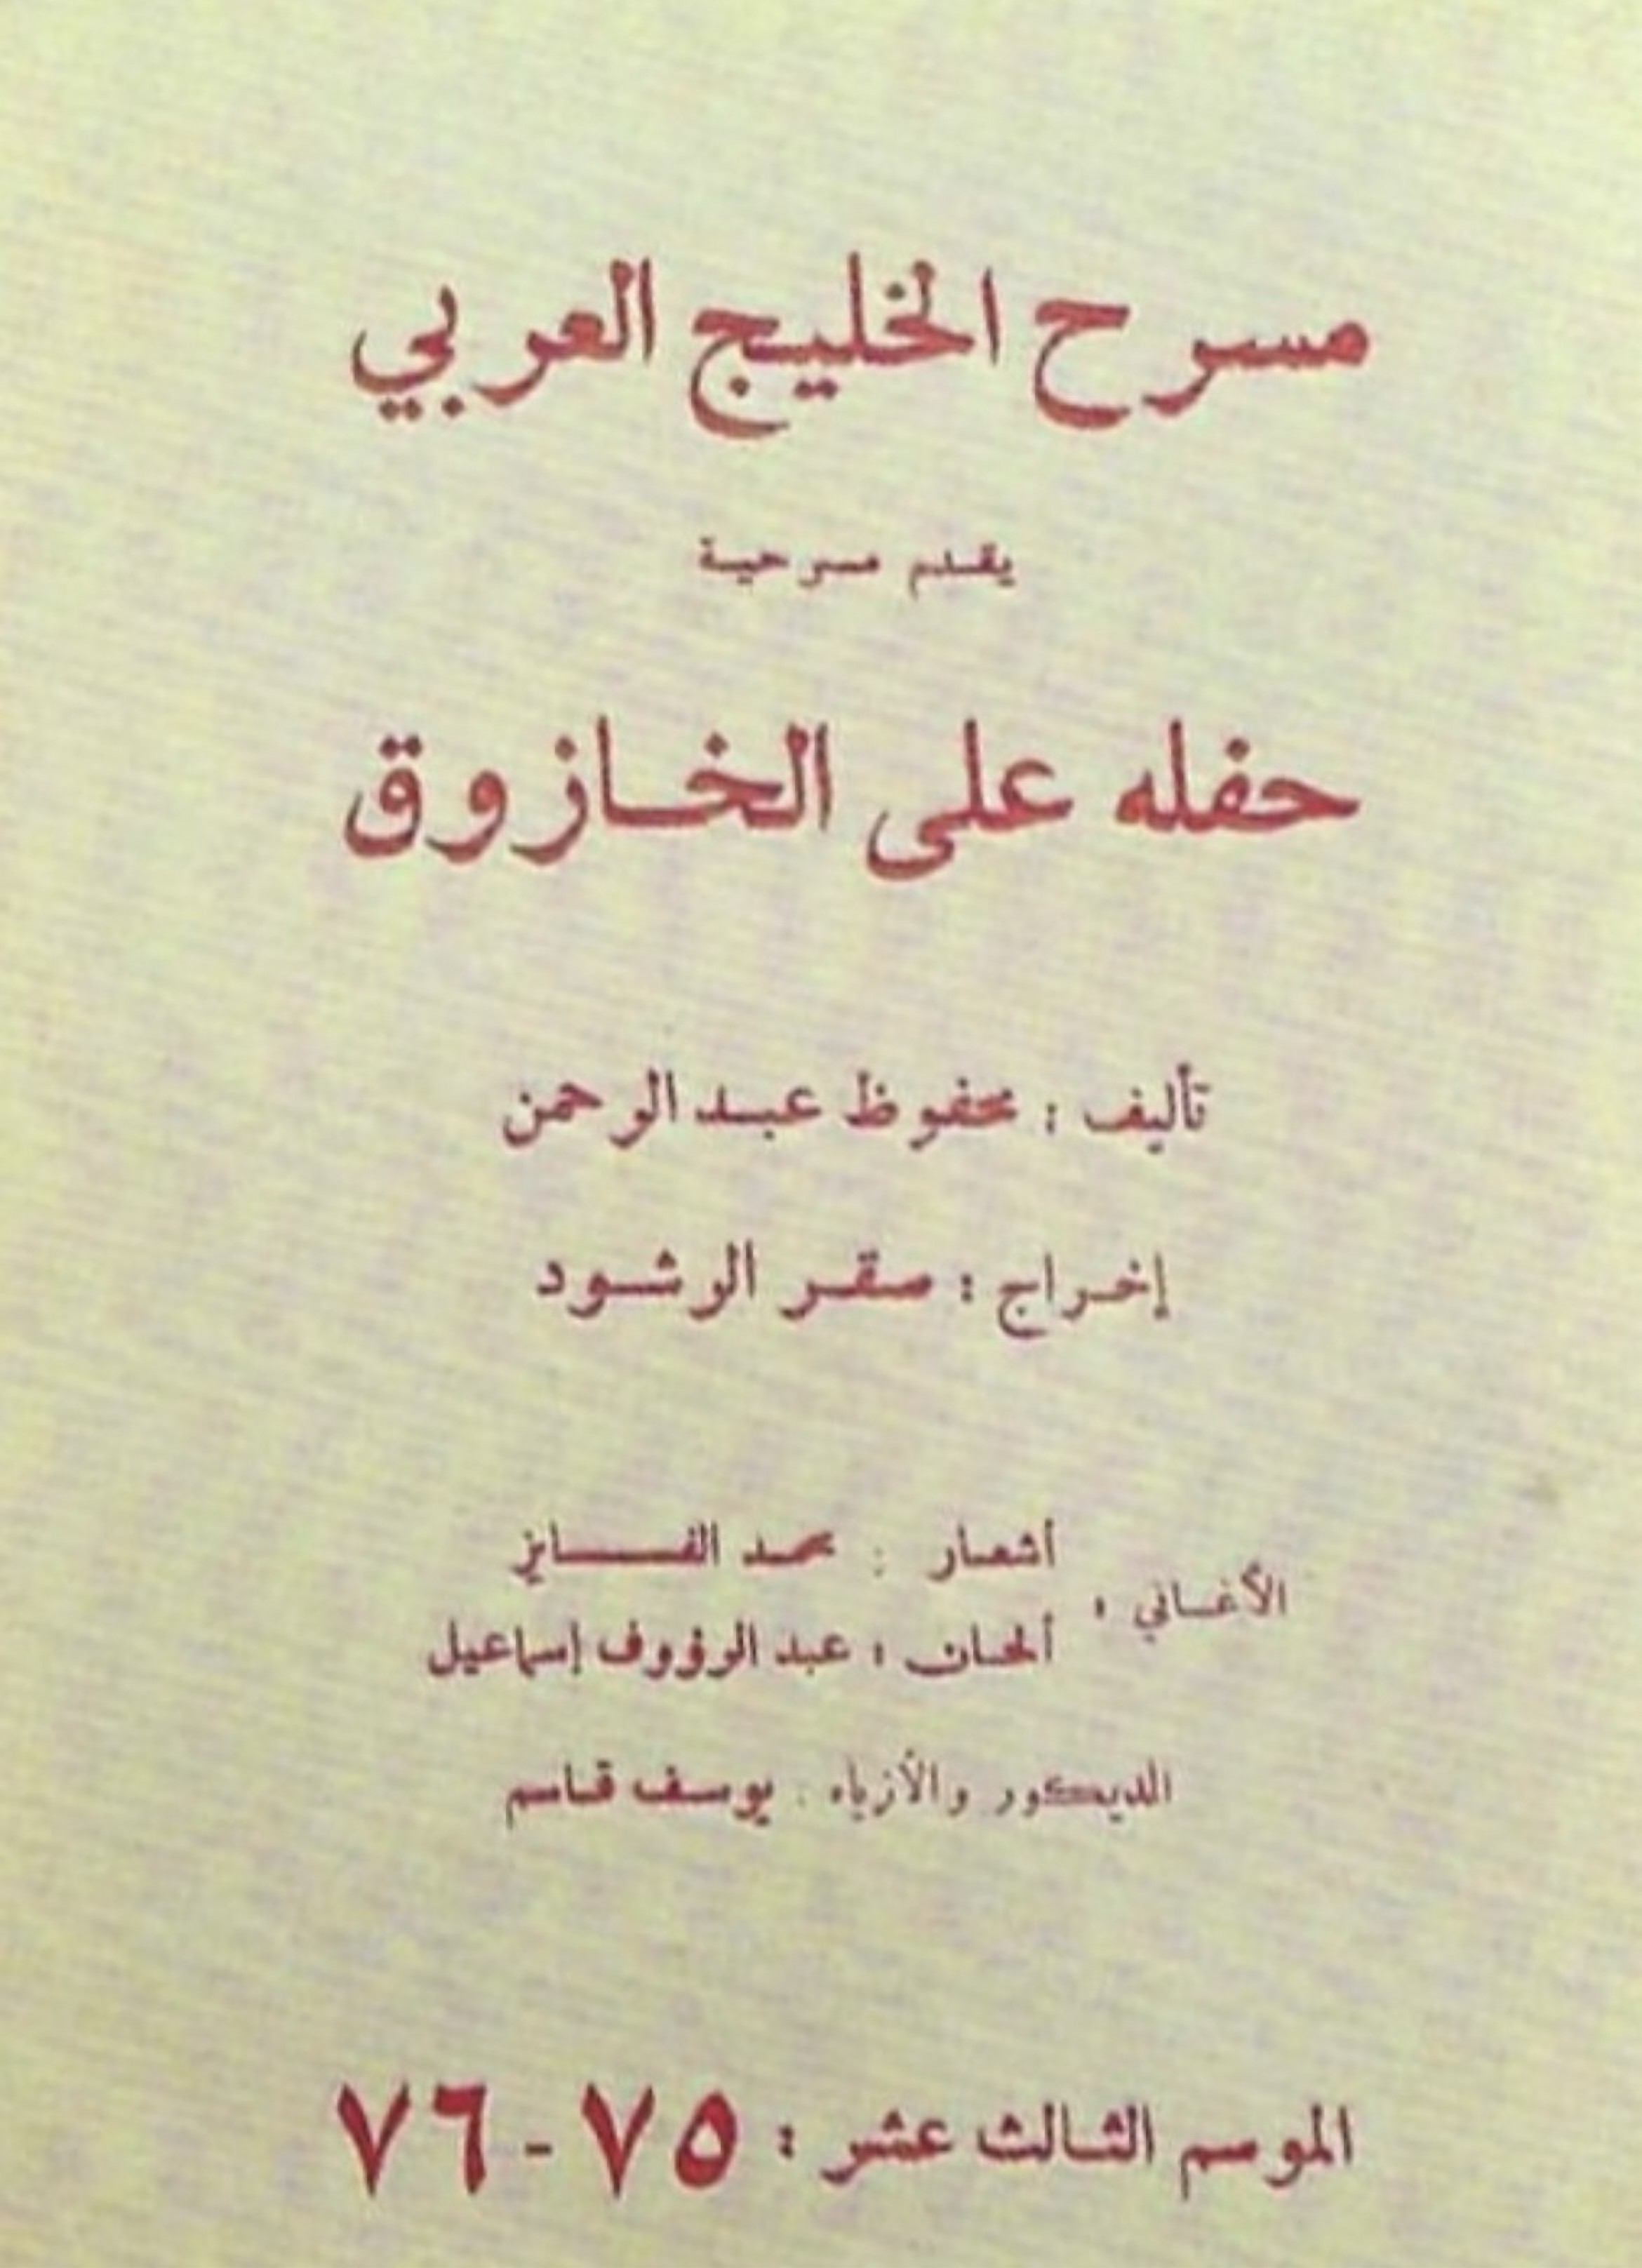 مسرح الخليج العربي
يقدم مسرحية
حفله على الخازوق
تأليف : محفوظ عبد الرحمن
إخراج : صقر الرشود
الأغاني :
أشعار : محمد الفايز
ألحان : عبد الرؤوف إسماعيل
الديكور والأزياء : يوسف قاسم
الموسم الثالث عشر : ٧٥ - ٧٦